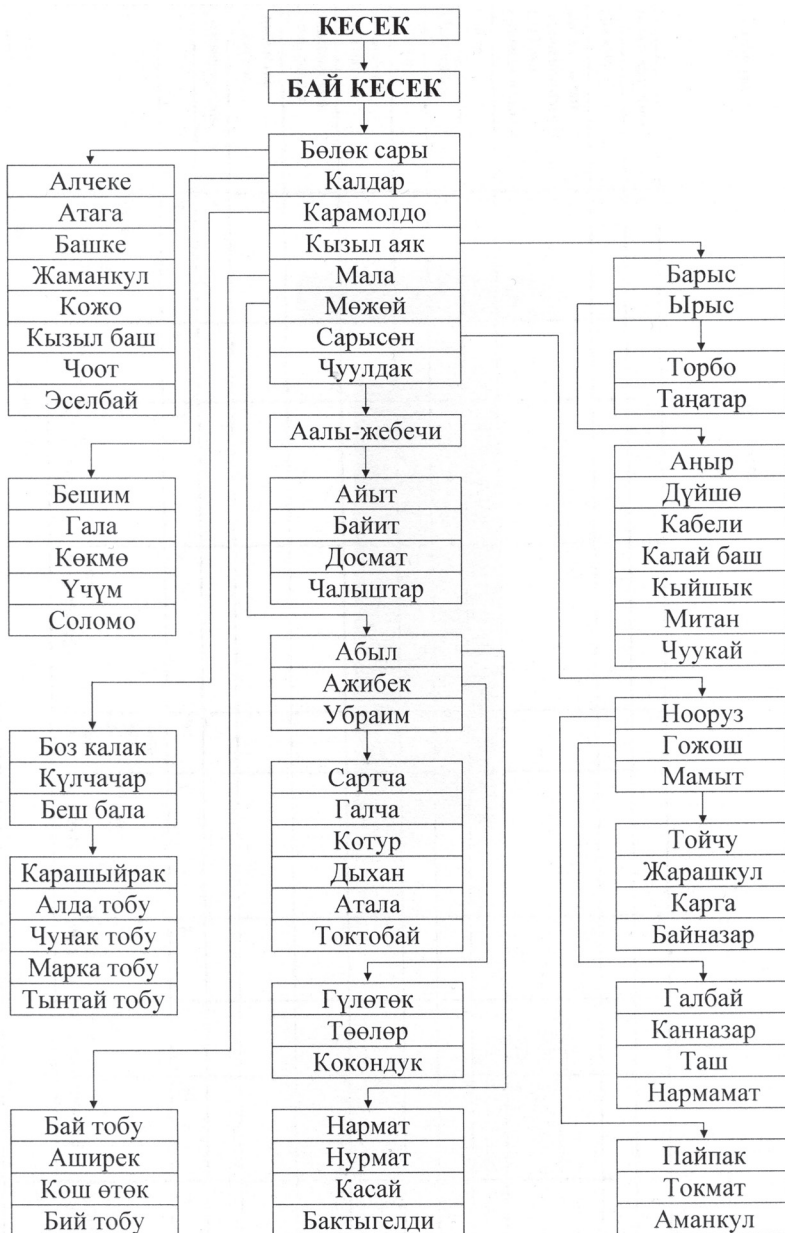 КЕСЕК
БАЙ КЕСЕК
Бөлөк сары
Калдар
Карамолдо
Кызыл аяк
Мала
Мөжөй
Сарысөн
Чуулдак
Алчеке
Атага
Башке
Жаманкул
Кожо
Кызыл баш
Чоот
Эселбай
Барыс
Ырыс
Торбо
Таңатар
Аалы-жебечи
Айыт
Байит
Досмат
Чалыштар
Бешим
Гала
Көкмө
Үчүм
Соломо
Аңыр
Дүйшө
Кабели
Калай баш
Кыйшык
Митан
Чуукай
Абыл
Ажибек
Убраим
Нооруз
Гожош
Мамыт
Боз калак
Күлчачар
Беш бала
Сартча
Галча
Котур
Дыхан
Атала
Токтобай
Тойчу
Жарашкул
Карга
Байназар
Карашыйрак
Алда тобу
Чунак тобу
Марка тобу
Тынтай тобу
Гүлөтөк
Төөлөр
Кокондук
Галбай
Канназар
Таш
Нармамат
Бай тобу
Аширек
Кош өтөк
Бий тобу
Нармат
Нурмат
Касай
Бактыгелди
Пайпак
Токмат
Аманкул